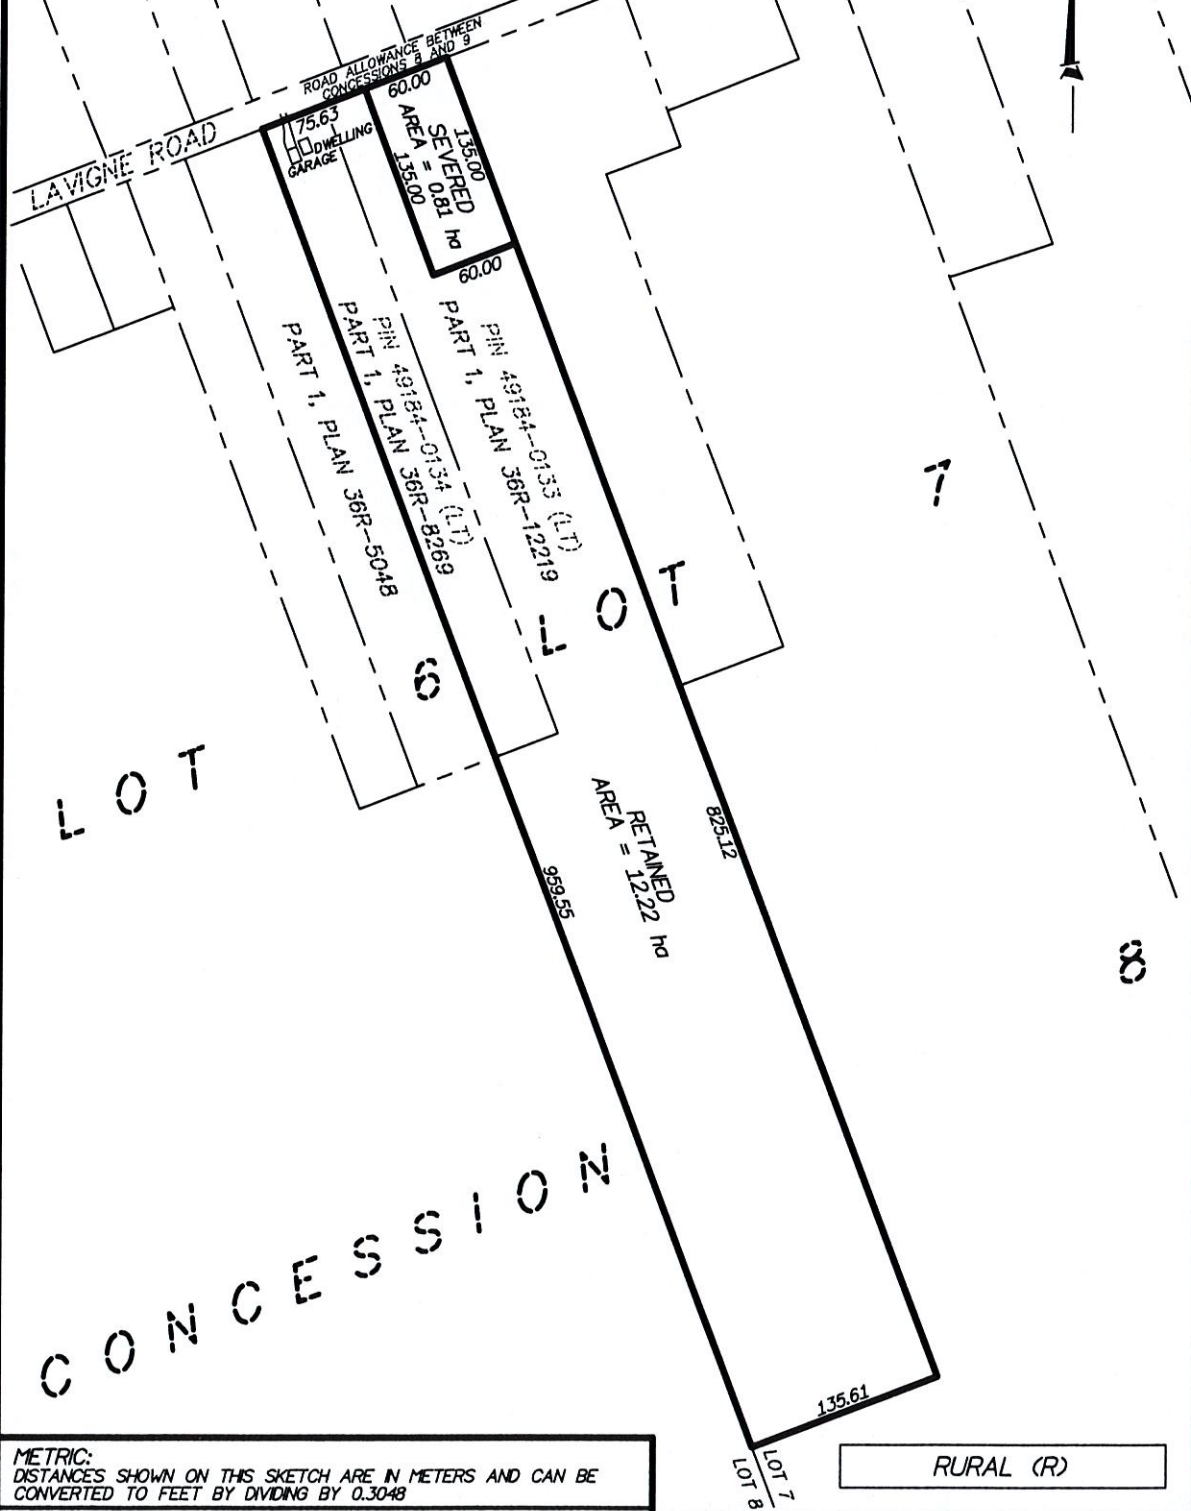 ROAD ALLOWANCE BETWEEN
CONCESSIONS 8 AND 9
LAVIGNE ROAD
75.63
DWELLING
GARAGE
60.00
135.00
SEVERED
AREA = 0.81 ha
135.00
60.00
PIN 49184-0133 (LT)
PART 1, PLAN 36R-12219
PIN 49184-0134 (LT)
PART 1, PLAN 36R-8269
PART 1, PLAN 36R-5048
7
LOT
6
LOT
RETAINED
AREA = 12.22 ha
825.12
959.55
8
CONCESSION
135.61
LOT 7
LOT 8
METRIC:
DISTANCES SHOWN ON THIS SKETCH ARE IN METERS AND CAN BE
CONVERTED TO FEET BY DIVIDING BY 0.3048
RURAL (R)